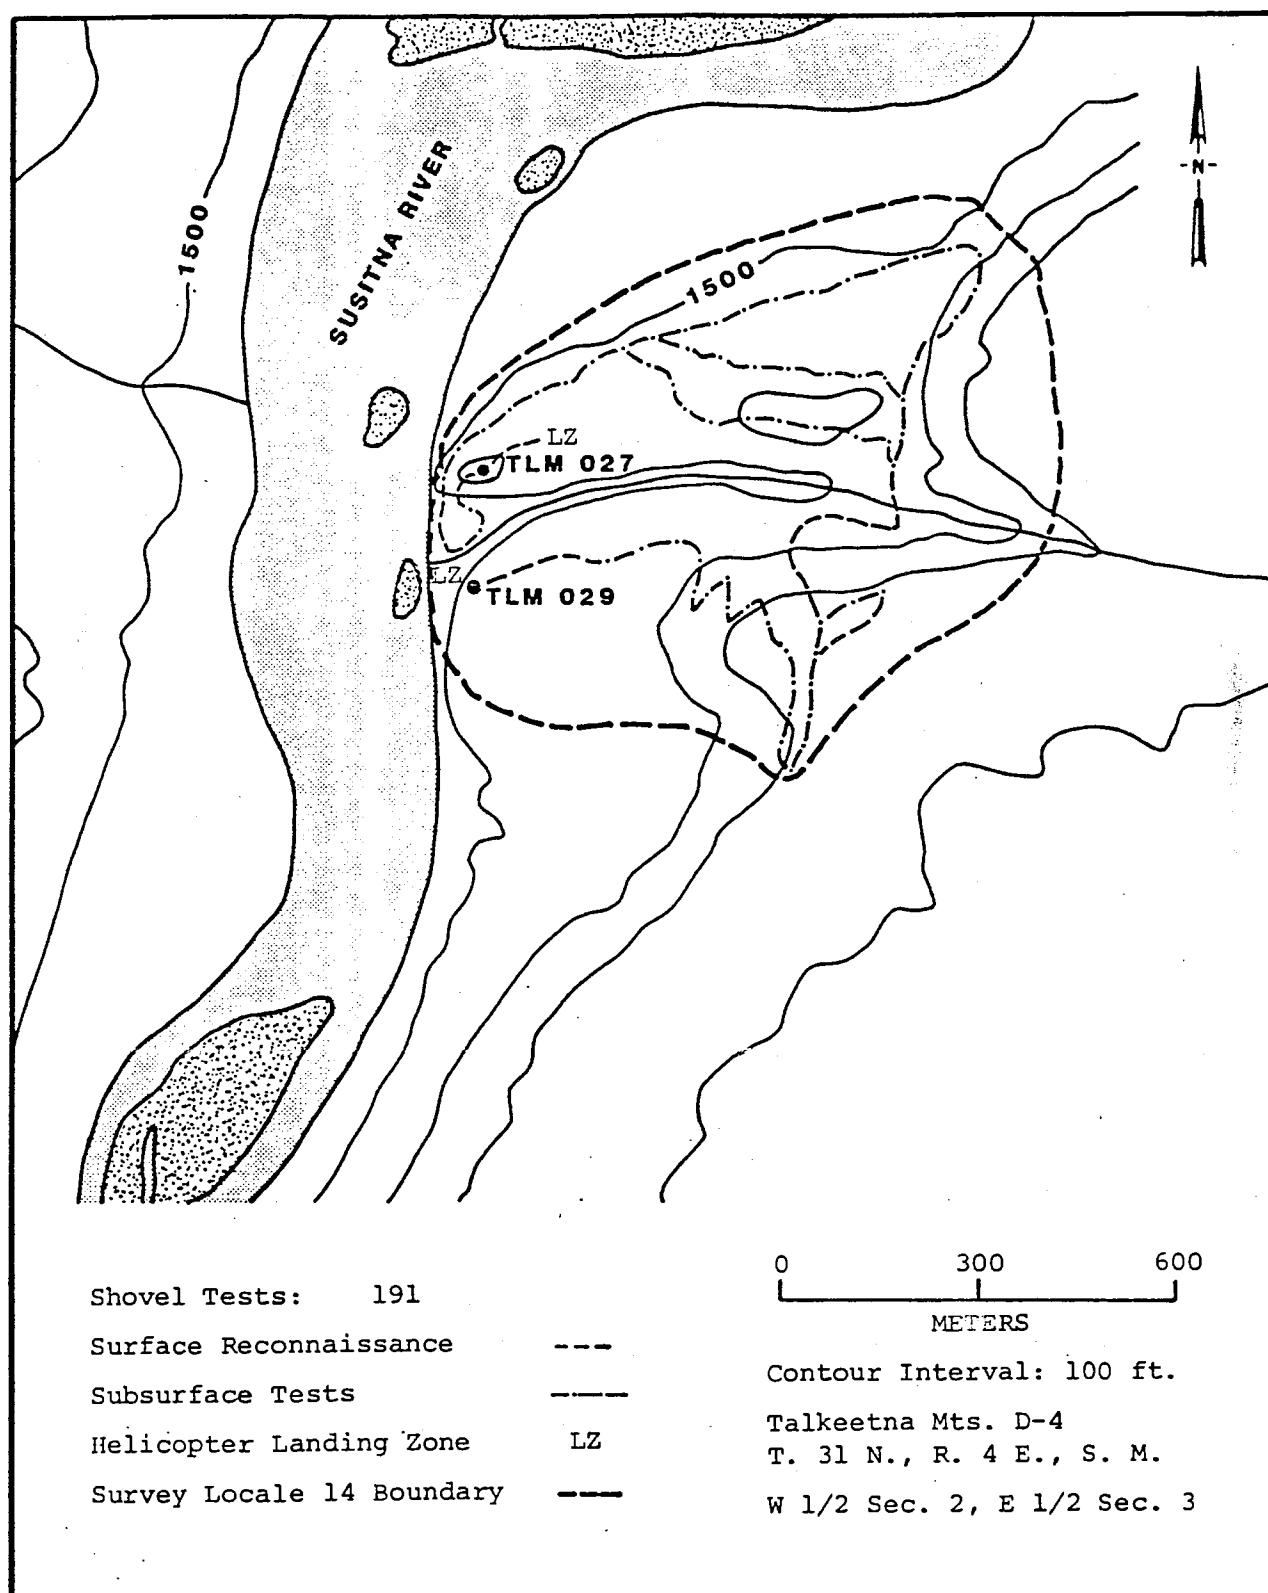 N
1500
SUSITNA RIVER
1500
LZ
TLM 027
LZ
TLM 029
0 300 600
METERS
Shovel Tests: 191
Surface Reconnaissance
Subsurface Tests
Helicopter Landing Zone LZ
Survey Locale 14 Boundary
Contour Interval: 100 ft.
Talkeetna Mts. D-4
T. 31 N., R. 4 E., S. M.
W 1/2 Sec. 2, E 1/2 Sec. 3